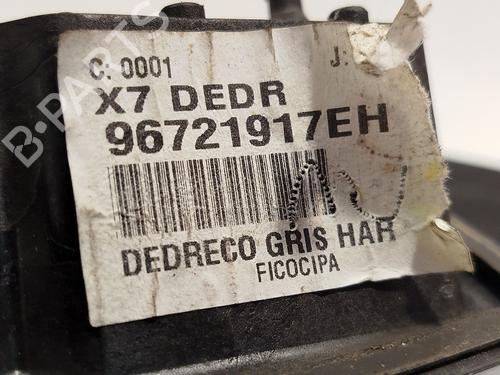 C: 0001 J:
X7 DEDR
96721917EH
DEDRECO GRIS HAR
FICOCIPA
B-PARTS